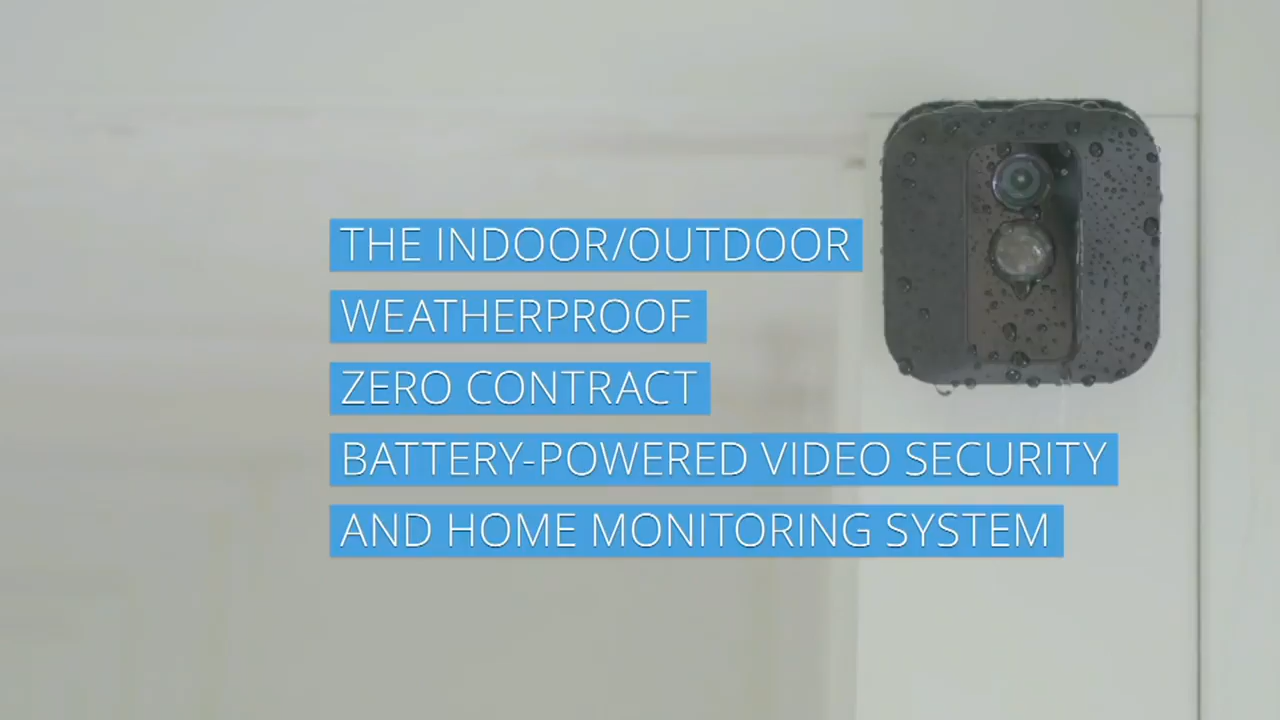 THE INDOOR/OUTDOOR
WEATHERPROOF
ZERO CONTRACT
BATTERY-POWERED VIDEO SECURITY
AND HOME MONITORING SYSTEM